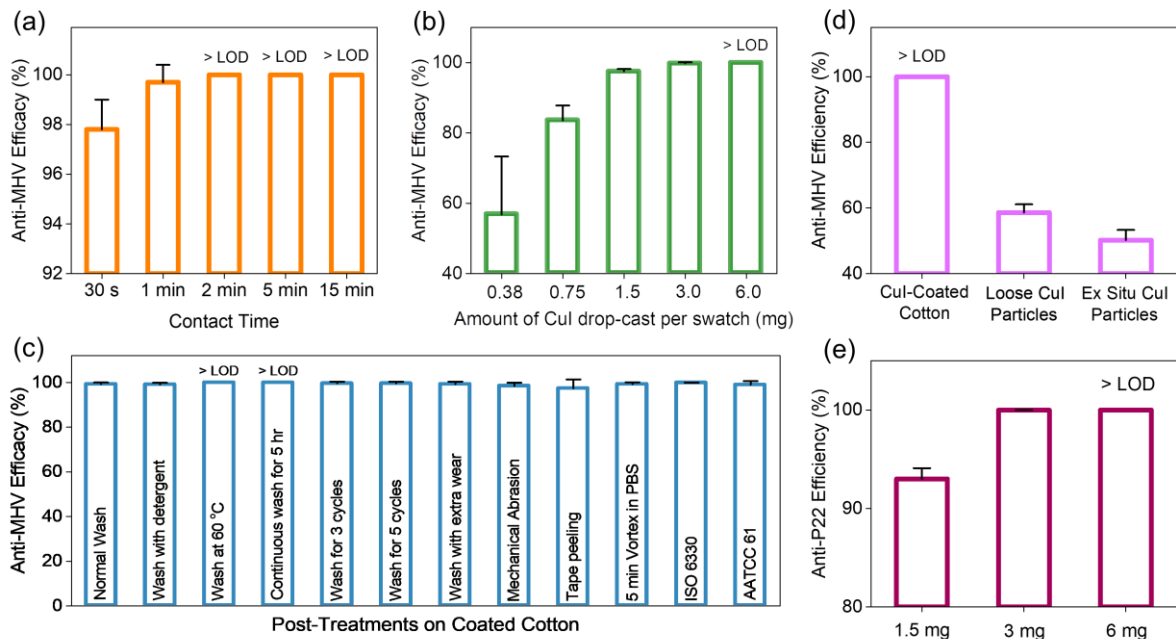 (a)
Anti-MHV Efficacy (%)
100
98
96
94
92
> LOD
> LOD
> LOD
30 s
1 min
2 min
5 min
15 min
Contact Time
(b)
Anti-MHV Efficacy (%)
100
80
60
40
> LOD
0.38
0.75
1.5
3.0
6.0
Amount of CuI drop-cast per swatch (mg)
(d)
Anti-MHV Efficiency (%)
100
80
60
40
> LOD
CuI-Coated
Cotton
Loose CuI
Particles
Ex Situ CuI
Particles
(c)
Anti-MHV Efficacy (%)
100
80
60
40
20
0
> LOD
> LOD
Normal Wash
Wash with detergent
Wash at 60 °C
Continuous wash for 5 hr
Wash for 3 cycles
Wash for 5 cycles
Wash with extra wear
Mechanical Abrasion
Tape peeling
5 min Vortex in PBS
ISO 6330
AATCC 61
Post-Treatments on Coated Cotton
(e)
Anti-P22 Efficiency (%)
100
90
80
> LOD
1.5 mg
3 mg
6 mg